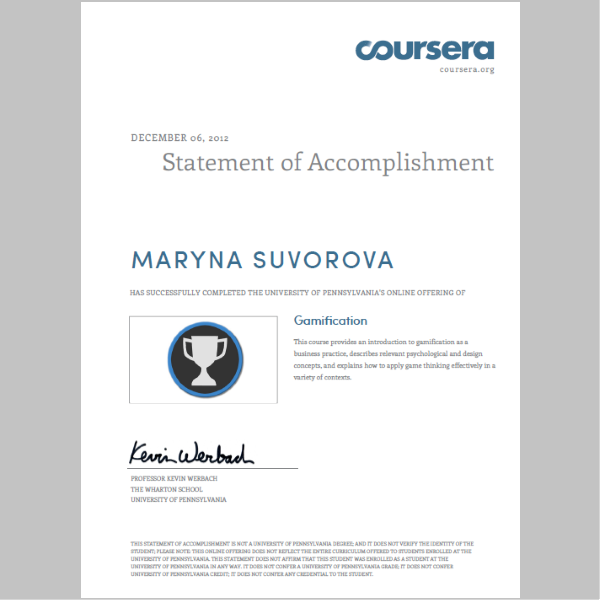 coursera
coursera.org
DECEMBER 06, 2012
Statement of Accomplishment
MARYNA SUVOROVA
HAS SUCCESSFULLY COMPLETED THE UNIVERSITY OF PENNSYLVANIA'S ONLINE OFFERING OF
Gamification
This course provides an introduction to gamification as a
business practice, describes relevant psychological and design
concepts, and explains how to apply game thinking effectively in a
variety of contexts.
Kevin Werbach
PROFESSOR KEVIN WERBACH
THE WHARTON SCHOOL
UNIVERSITY OF PENNSYLVANIA
THIS STATEMENT OF ACCOMPLISHMENT IS NOT A UNIVERSITY OF PENNSYLVANIA DEGREE; AND IT DOES NOT VERIFY THE IDENTITY OF THE
STUDENT; PLEASE NOTE: THIS ONLINE OFFERING DOES NOT REFLECT THE ENTIRE CURRICULUM OFFERED TO STUDENTS ENROLLED AT THE
UNIVERSITY OF PENNSYLVANIA. THIS STATEMENT DOES NOT AFFIRM THAT THIS STUDENT WAS ENROLLED AS A STUDENT AT THE
UNIVERSITY OF PENNSYLVANIA IN ANY WAY. IT DOES NOT CONFER A UNIVERSITY OF PENNSYLVANIA GRADE; IT DOES NOT CONFER
UNIVERSITY OF PENNSYLVANIA CREDIT; IT DOES NOT CONFER ANY CREDENTIAL TO THE STUDENT.